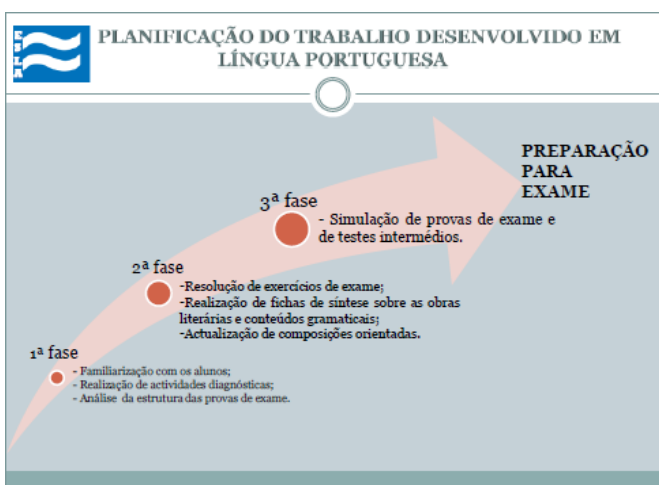 PLANIFICAÇÃO DO TRABALHO DESENVOLVIDO EM
LÍNGUA PORTUGUESA
PREPARAÇÃO
PARA
EXAME
3ª fase
- Simulação de provas de exame e
de testes intermédios.
2ª fase
-Resolução de exercícios de exame;
-Realização de fichas de síntese sobre as obras
literárias e conteúdos gramaticais;
-Actualização de composições orientadas.
1ª fase
- Familiarização com os alunos;
- Realização de actividades diagnósticas;
- Análise da estrutura das provas de exame.